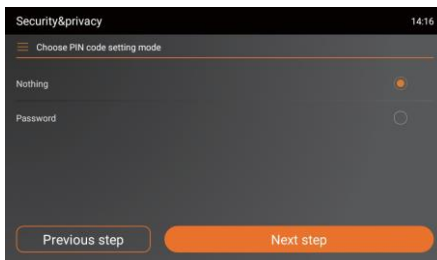 Security&privacy 14:16
Choose PIN code setting mode
Nothing
Password
Previous step Next step